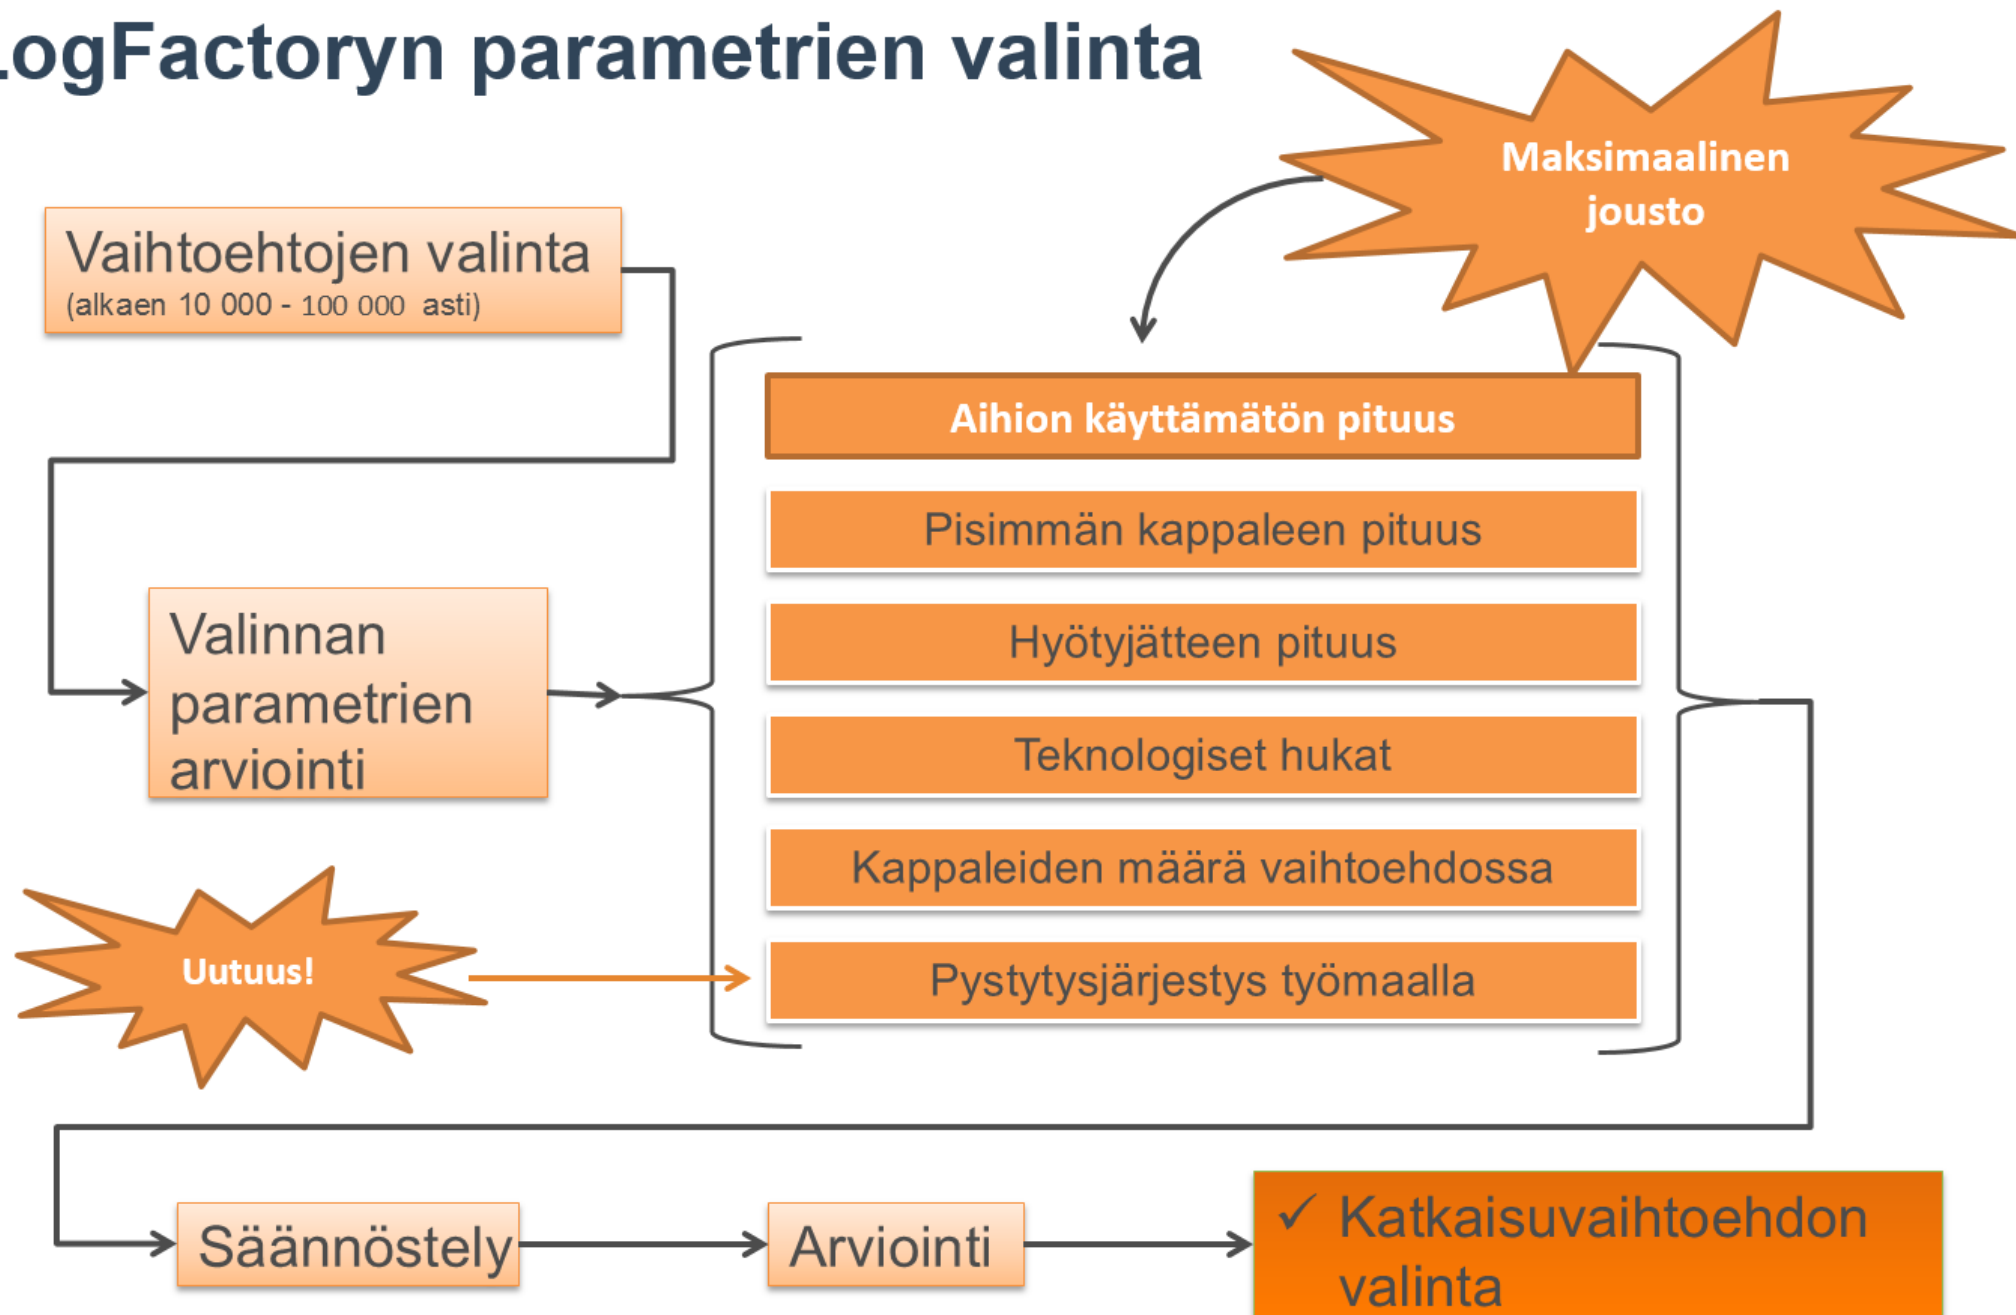 LogFactoryn parametrien valinta
Maksimaalinen
jousto
Vaihtoehtojen valinta
(alkaen 10 000 - 100 000 asti)
Aihion käyttämätön pituus
Pisimmän kappaleen pituus
Hyötyjätteen pituus
Teknologiset hukat
Kappaleiden määrä vaihtoehdossa
Pystytysjärjestys työmaalla
Valinnan
parametrien
arviointi
Uutuus!
Säännöstely
Arviointi
✓ Katkaisuvaihtoehdon
valinta